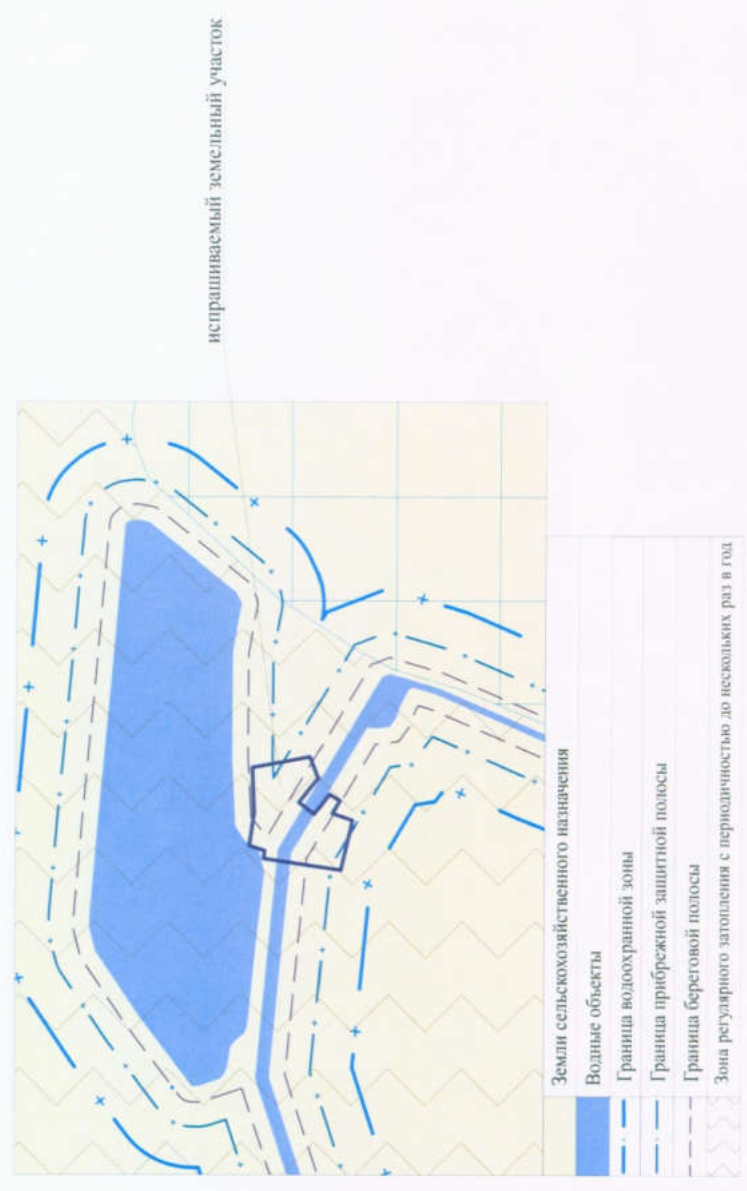 испрашиваемый земельный участок
Земли сельскохозяйственного назначения
Водные объекты
Граница водоохранной зоны
Граница прибрежной защитной полосы
Граница береговой полосы
Зона регулярного затопления с периодичностью до нескольких раз в год